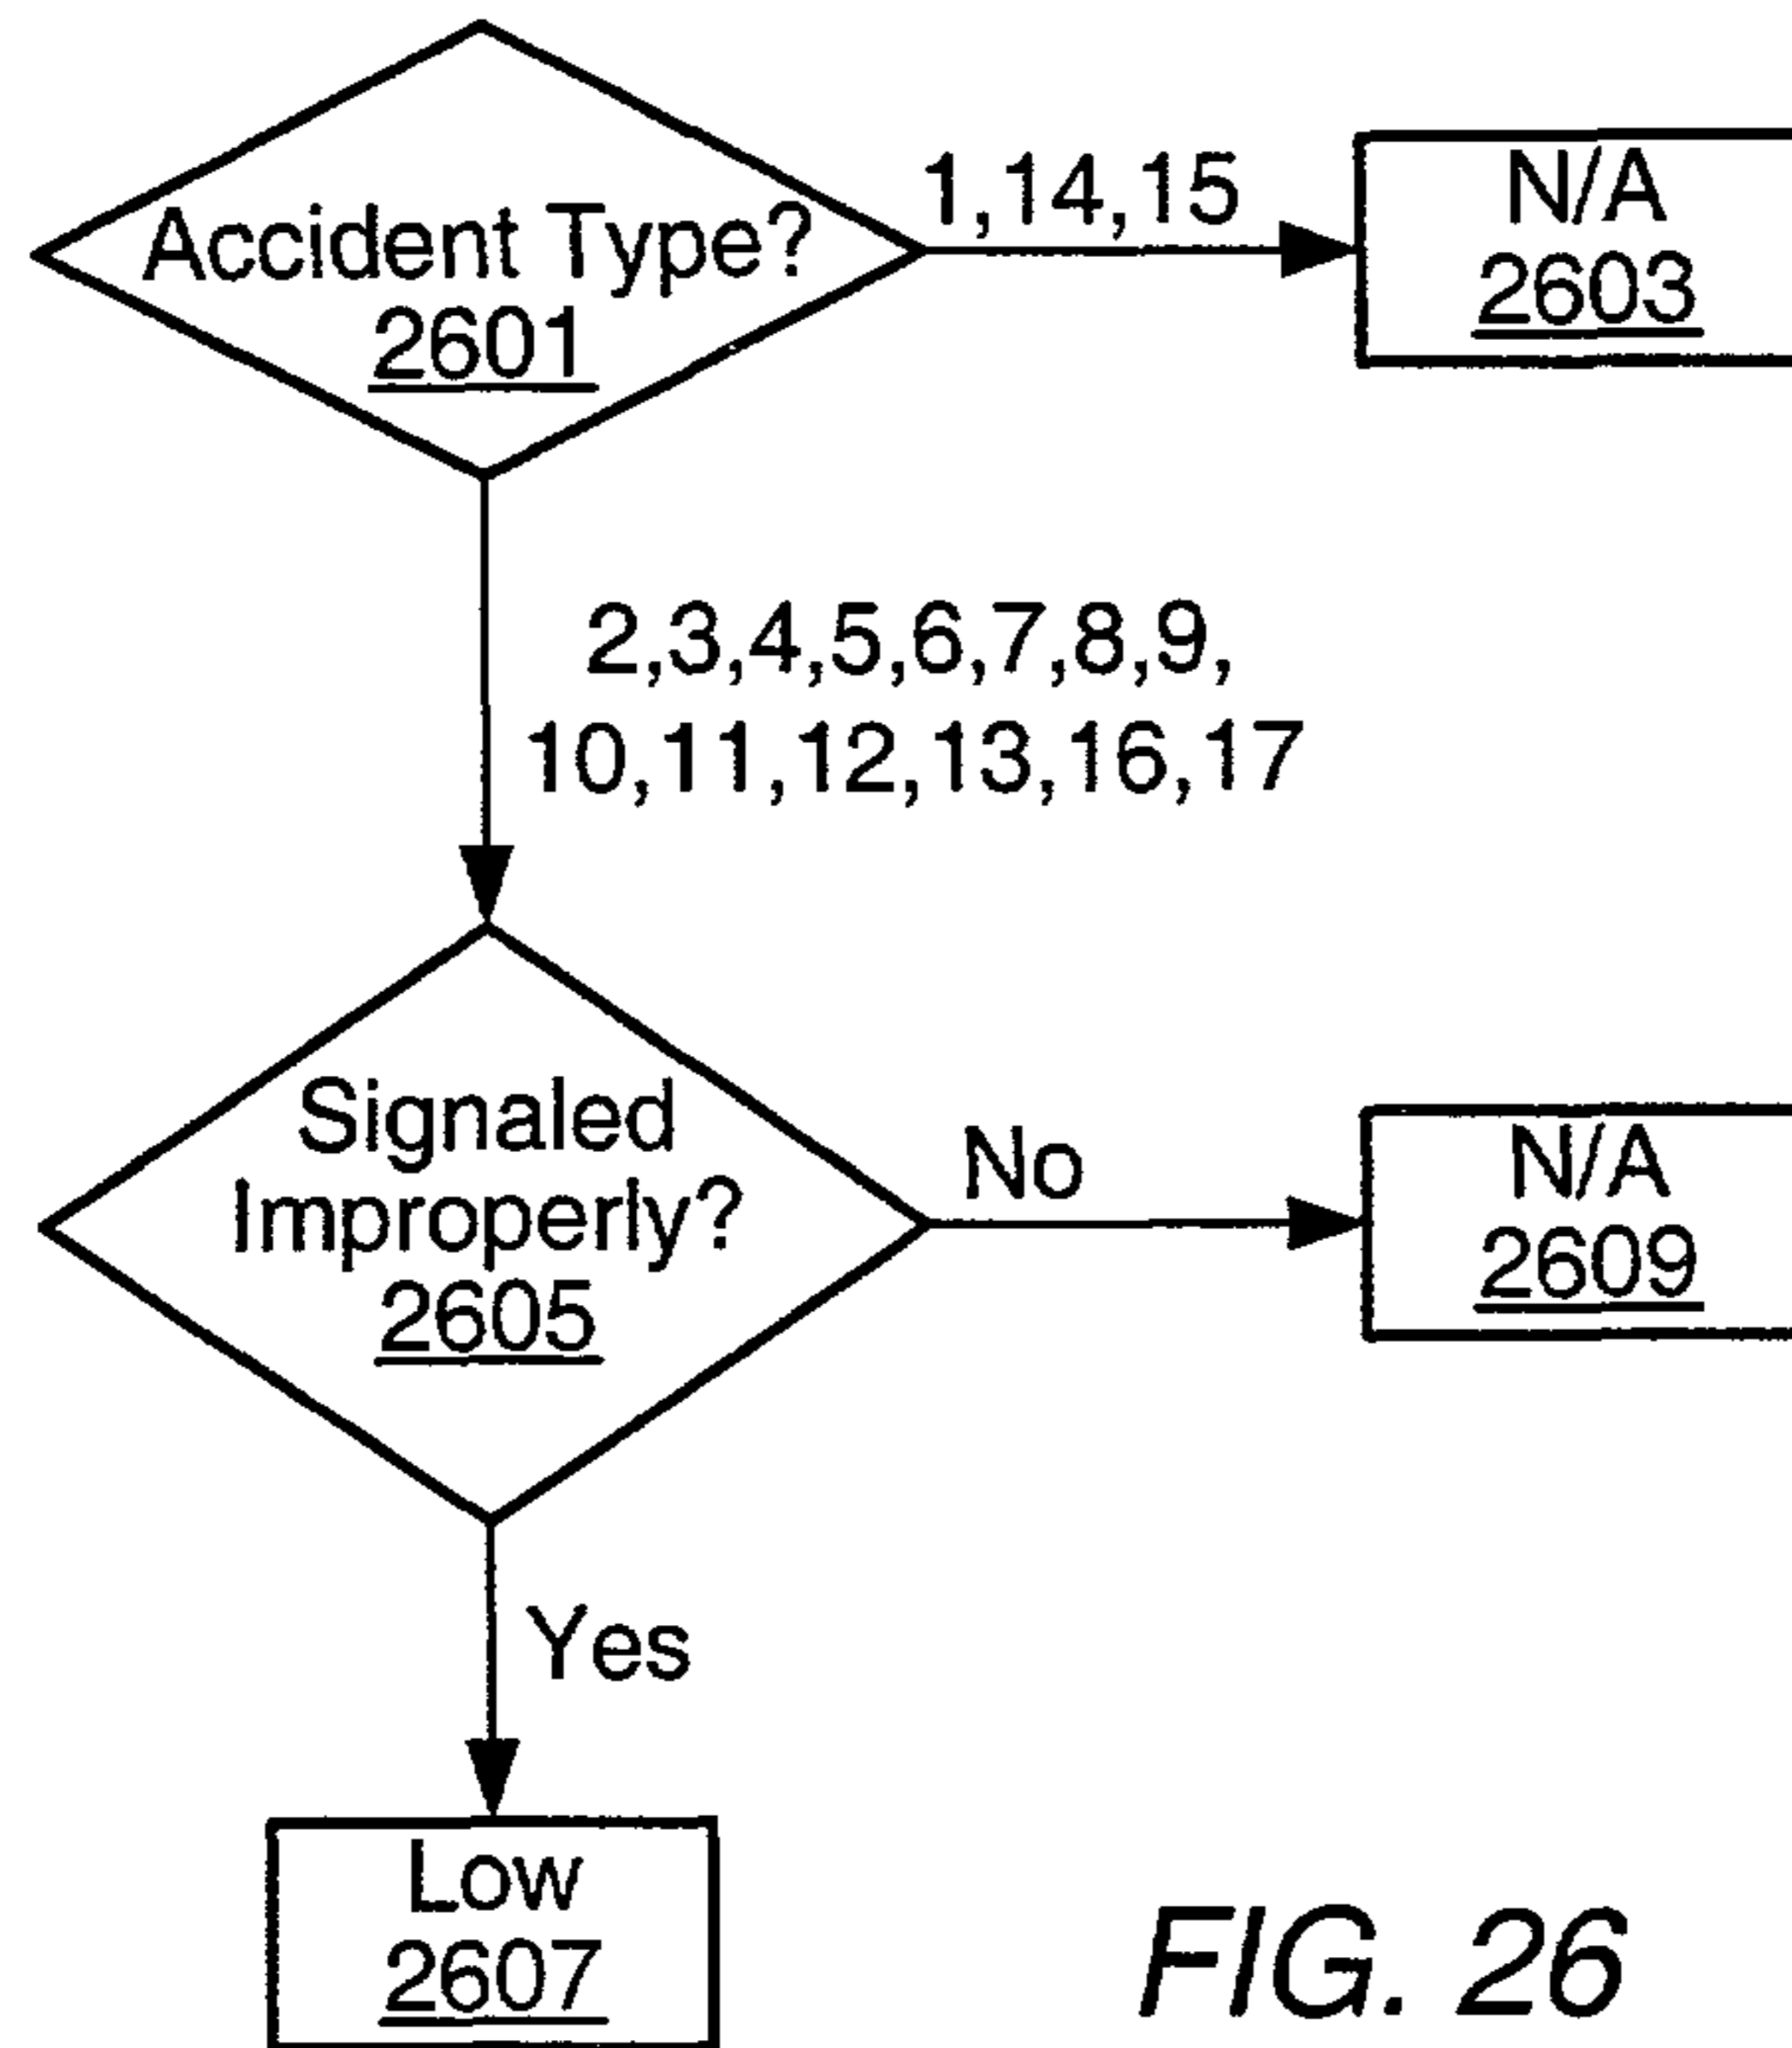 Accident Type?
2601
1,14,15
N/A
2603
2,3,4,5,6,7,8,9,
10,11,12,13,16,17
Signaled
Improperly?
2605
No
N/A
2609
Yes
Low
2607
FIG. 26